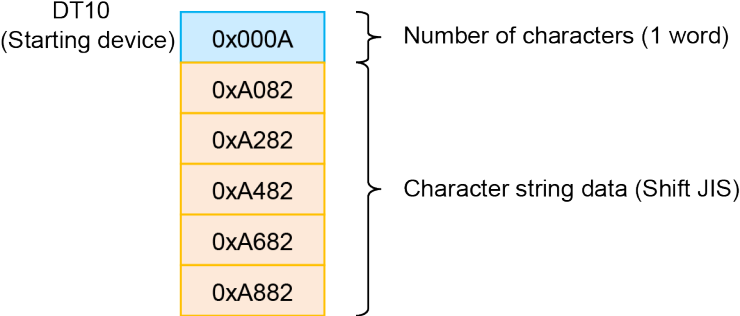 DT10
(Starting device)
0x000A
Number of characters (1 word)
0xA082
0xA282
0xA482
0xA682
0xA882
Character string data (Shift JIS)